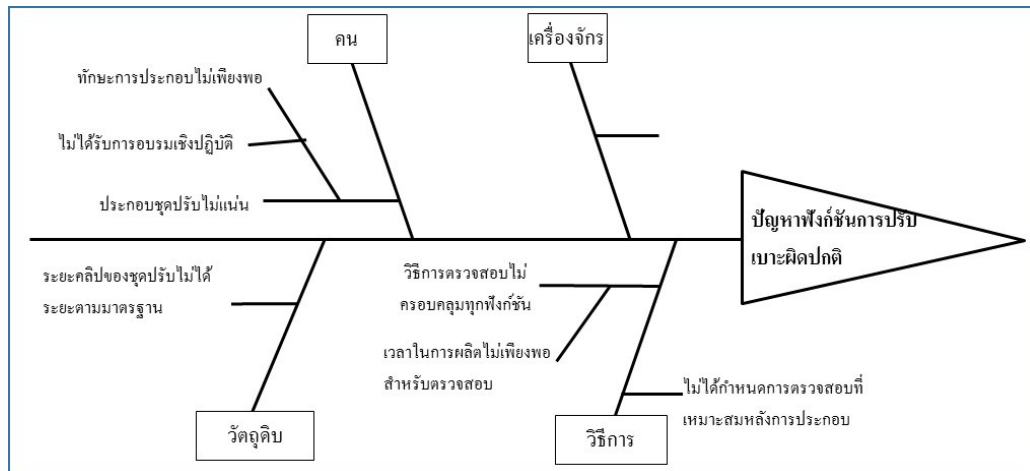 คน
เครื่องจักร
ทักษะการประกอบไม่เพียงพอ
ไม่ได้รับการอบรมเชิงปฏิบัติ
ประกอบชุดปรับไม่แน่น
ปัญหาฟังก์ชันการปรับ
เบาะผิดปกติ
ระยะคลิปของชุดปรับไม่ได้
ระยะตามมาตรฐาน
วิธีการตรวจสอบไม่
ครอบคลุมทุกฟังก์ชัน
เวลาในการผลิตไม่เพียงพอ
สำหรับตรวจสอบ
ไม่ได้กำหนดการตรวจสอบที่
เหมาะสมหลังการประกอบ
วัตถุดิบ
วิธีการ